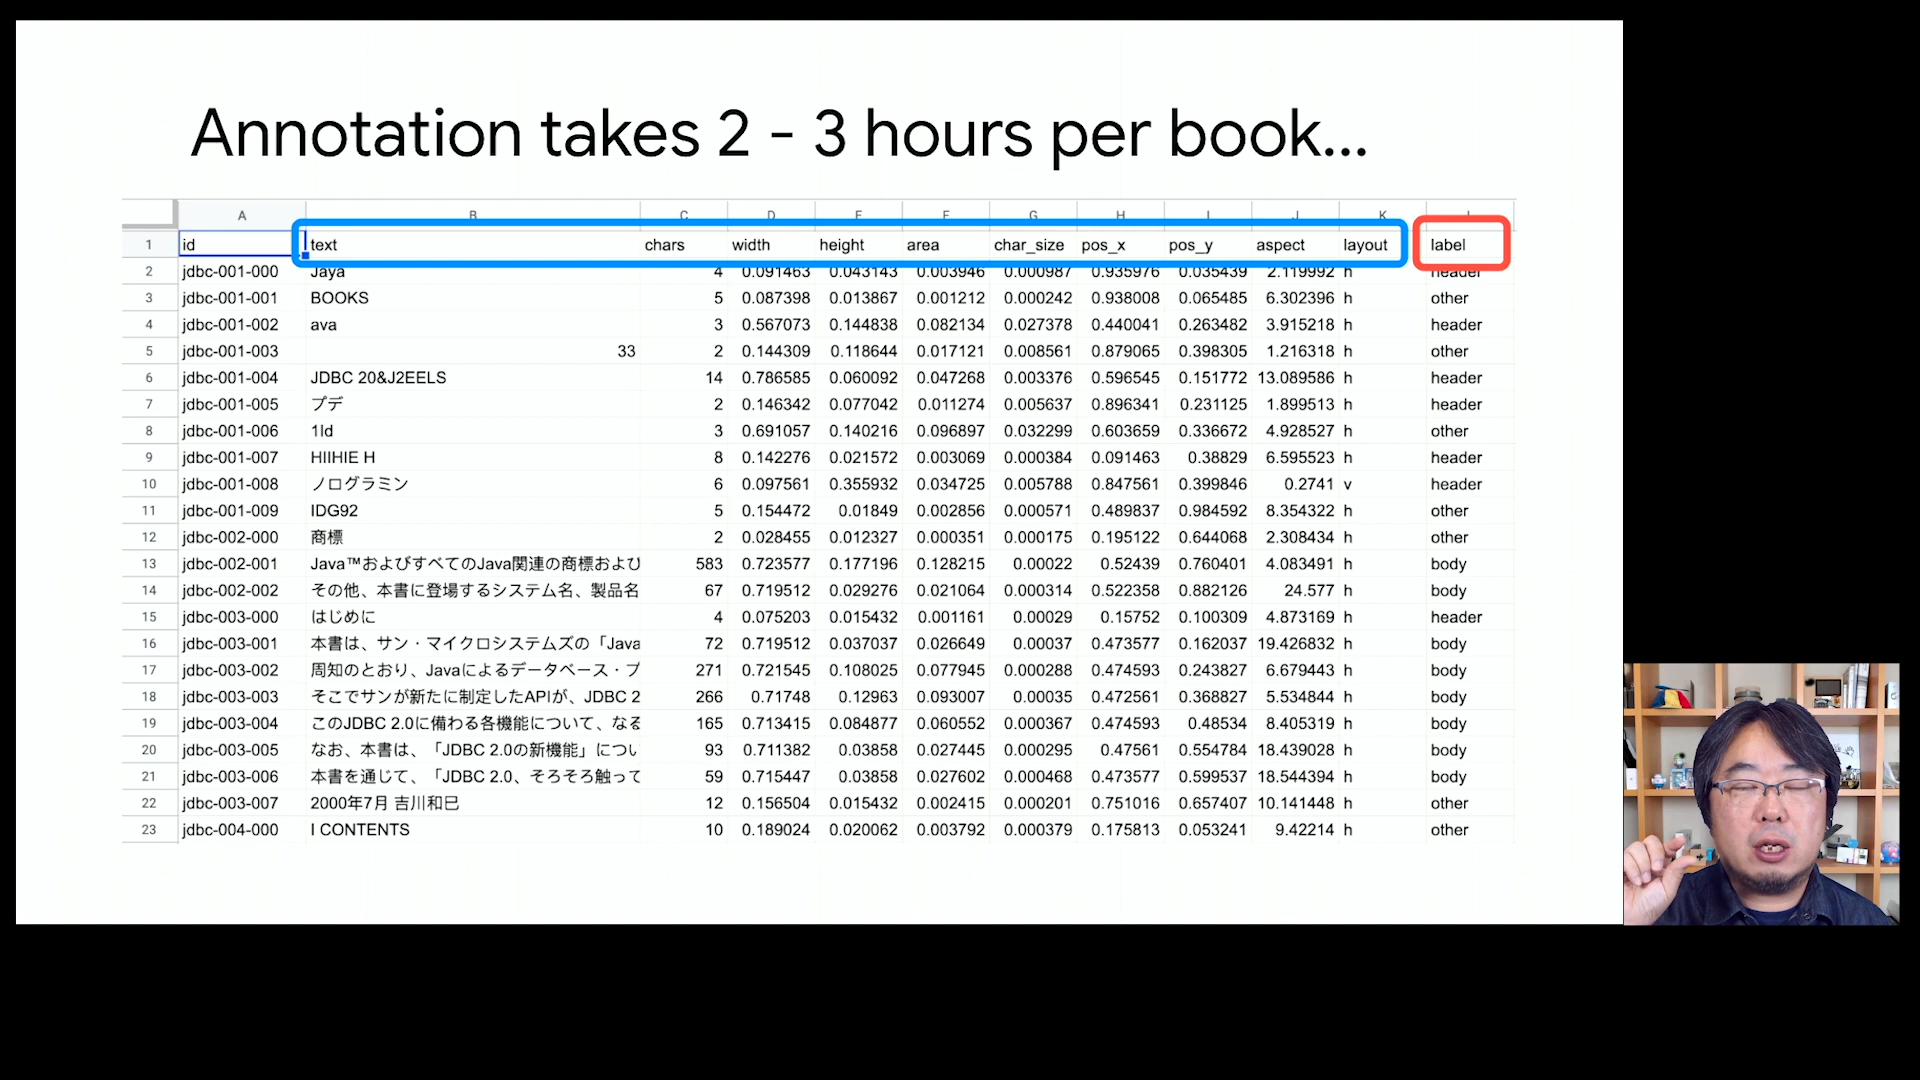 Annotation takes 2 - 3 hours per book...
A B C D E F G H I J K L
1 id text chars width height area char_size pos_x pos_y aspect layout label
2 jdbc-001-000 Jaya 4 0.091463 0.043143 0.003946 0.000987 0.935976 0.035439 2.119992 h header
3 jdbc-001-001 BOOKS 5 0.087398 0.013867 0.001212 0.000242 0.938008 0.065485 6.302396 h other
4 jdbc-001-002 ava 3 0.567073 0.144838 0.082134 0.027378 0.440041 0.263482 3.915218 h header
5 jdbc-001-003 33 2 0.144309 0.118644 0.017121 0.008561 0.879065 0.398305 1.216318 h other
6 jdbc-001-004 JDBC 20&J2EELS 14 0.786585 0.060092 0.047268 0.003376 0.596545 0.151772 13.089586 h header
7 jdbc-001-005 プデ 2 0.146342 0.077042 0.011274 0.005637 0.896341 0.231125 1.899513 h header
8 jdbc-001-006 1ld 3 0.691057 0.140216 0.096897 0.032299 0.603659 0.336672 4.928527 h other
9 jdbc-001-007 HIIHIE H 8 0.142276 0.021572 0.003069 0.000384 0.091463 0.38829 6.595523 h header
10 jdbc-001-008 ノログラミン 6 0.097561 0.355932 0.034725 0.005788 0.847561 0.399846 0.2741 v header
11 jdbc-001-009 IDG92 5 0.154472 0.01849 0.002856 0.000571 0.489837 0.984592 8.354322 h other
12 jdbc-002-000 商標 2 0.028455 0.012327 0.000351 0.000175 0.195122 0.644068 2.308434 h other
13 jdbc-002-001 Java™およびすべてのJava関連の商標および 583 0.723577 0.177196 0.128215 0.00022 0.52439 0.760401 4.083491 h body
14 jdbc-002-002 その他、本書に登場するシステム名、製品名 67 0.719512 0.029276 0.021064 0.000314 0.522358 0.882126 24.577 h body
15 jdbc-003-000 はじめに 4 0.075203 0.015432 0.001161 0.00029 0.15752 0.100309 4.873169 h header
16 jdbc-003-001 本書は、サン・マイクロシステムズの「Java 72 0.719512 0.037037 0.026649 0.00037 0.473577 0.162037 19.426832 h body
17 jdbc-003-002 周知のとおり、Javaによるデータベース・プ 271 0.721545 0.108025 0.077945 0.000288 0.474593 0.243827 6.679443 h body
18 jdbc-003-003 そこでサンが新たに制定したAPIが、JDBC 2 266 0.71748 0.12963 0.093007 0.00035 0.472561 0.368827 5.534844 h body
19 jdbc-003-004 このJDBC 2.0に備わる各機能について、なる 165 0.713415 0.084877 0.060552 0.000367 0.474593 0.48534 8.405319 h body
20 jdbc-003-005 なお、本書は、「JDBC 2.0の新機能」につい 93 0.711382 0.03858 0.027445 0.000295 0.47561 0.554784 18.439028 h body
21 jdbc-003-006 本書を通じて、「JDBC 2.0、そろそろ触って 59 0.715447 0.03858 0.027602 0.000468 0.473577 0.599537 18.544394 h body
22 jdbc-003-007 2000年7月 吉川和巳 12 0.156504 0.015432 0.002415 0.000201 0.751016 0.657407 10.141448 h other
23 jdbc-004-000 I CONTENTS 10 0.189024 0.020062 0.003792 0.000379 0.175813 0.053241 9.42214 h other